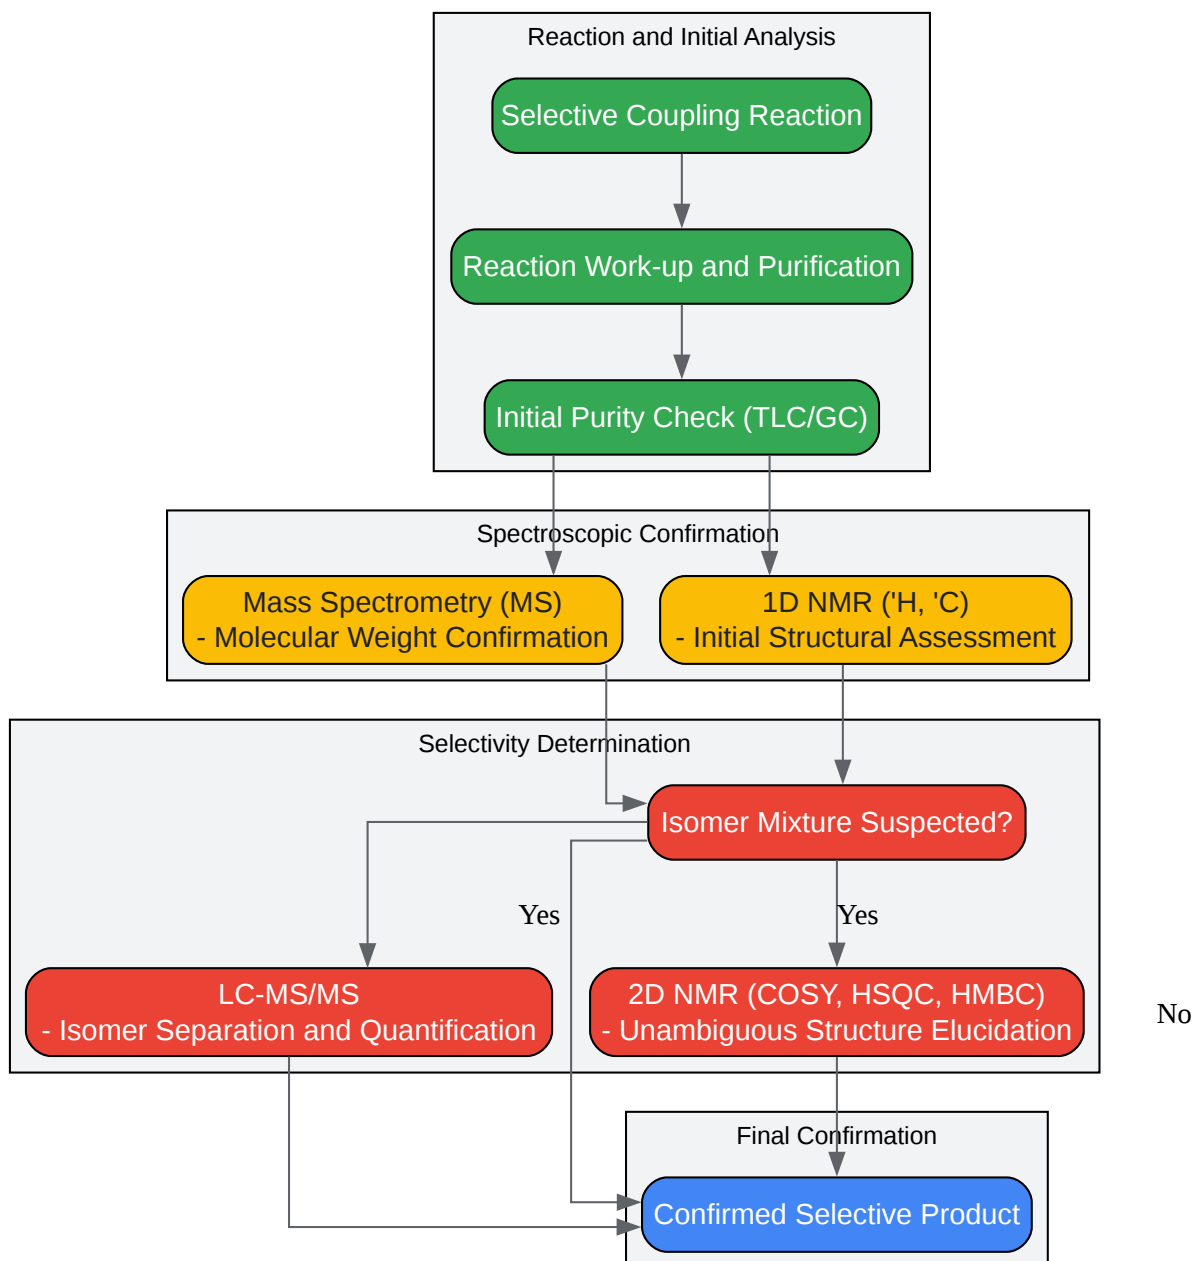 Reaction and Initial Analysis
Selective Coupling Reaction
Reaction Work-up and Purification
Initial Purity Check (TLC/GC)
Spectroscopic Confirmation
Mass Spectrometry (MS)
- Molecular Weight Confirmation
1D NMR ('H, 'C)
- Initial Structural Assessment
Selectivity Determination
Isomer Mixture Suspected?
Yes
Yes
LC-MS/MS
- Isomer Separation and Quantification
2D NMR (COSY, HSQC, HMBC)
- Unambiguous Structure Elucidation
No
Final Confirmation
Confirmed Selective Product